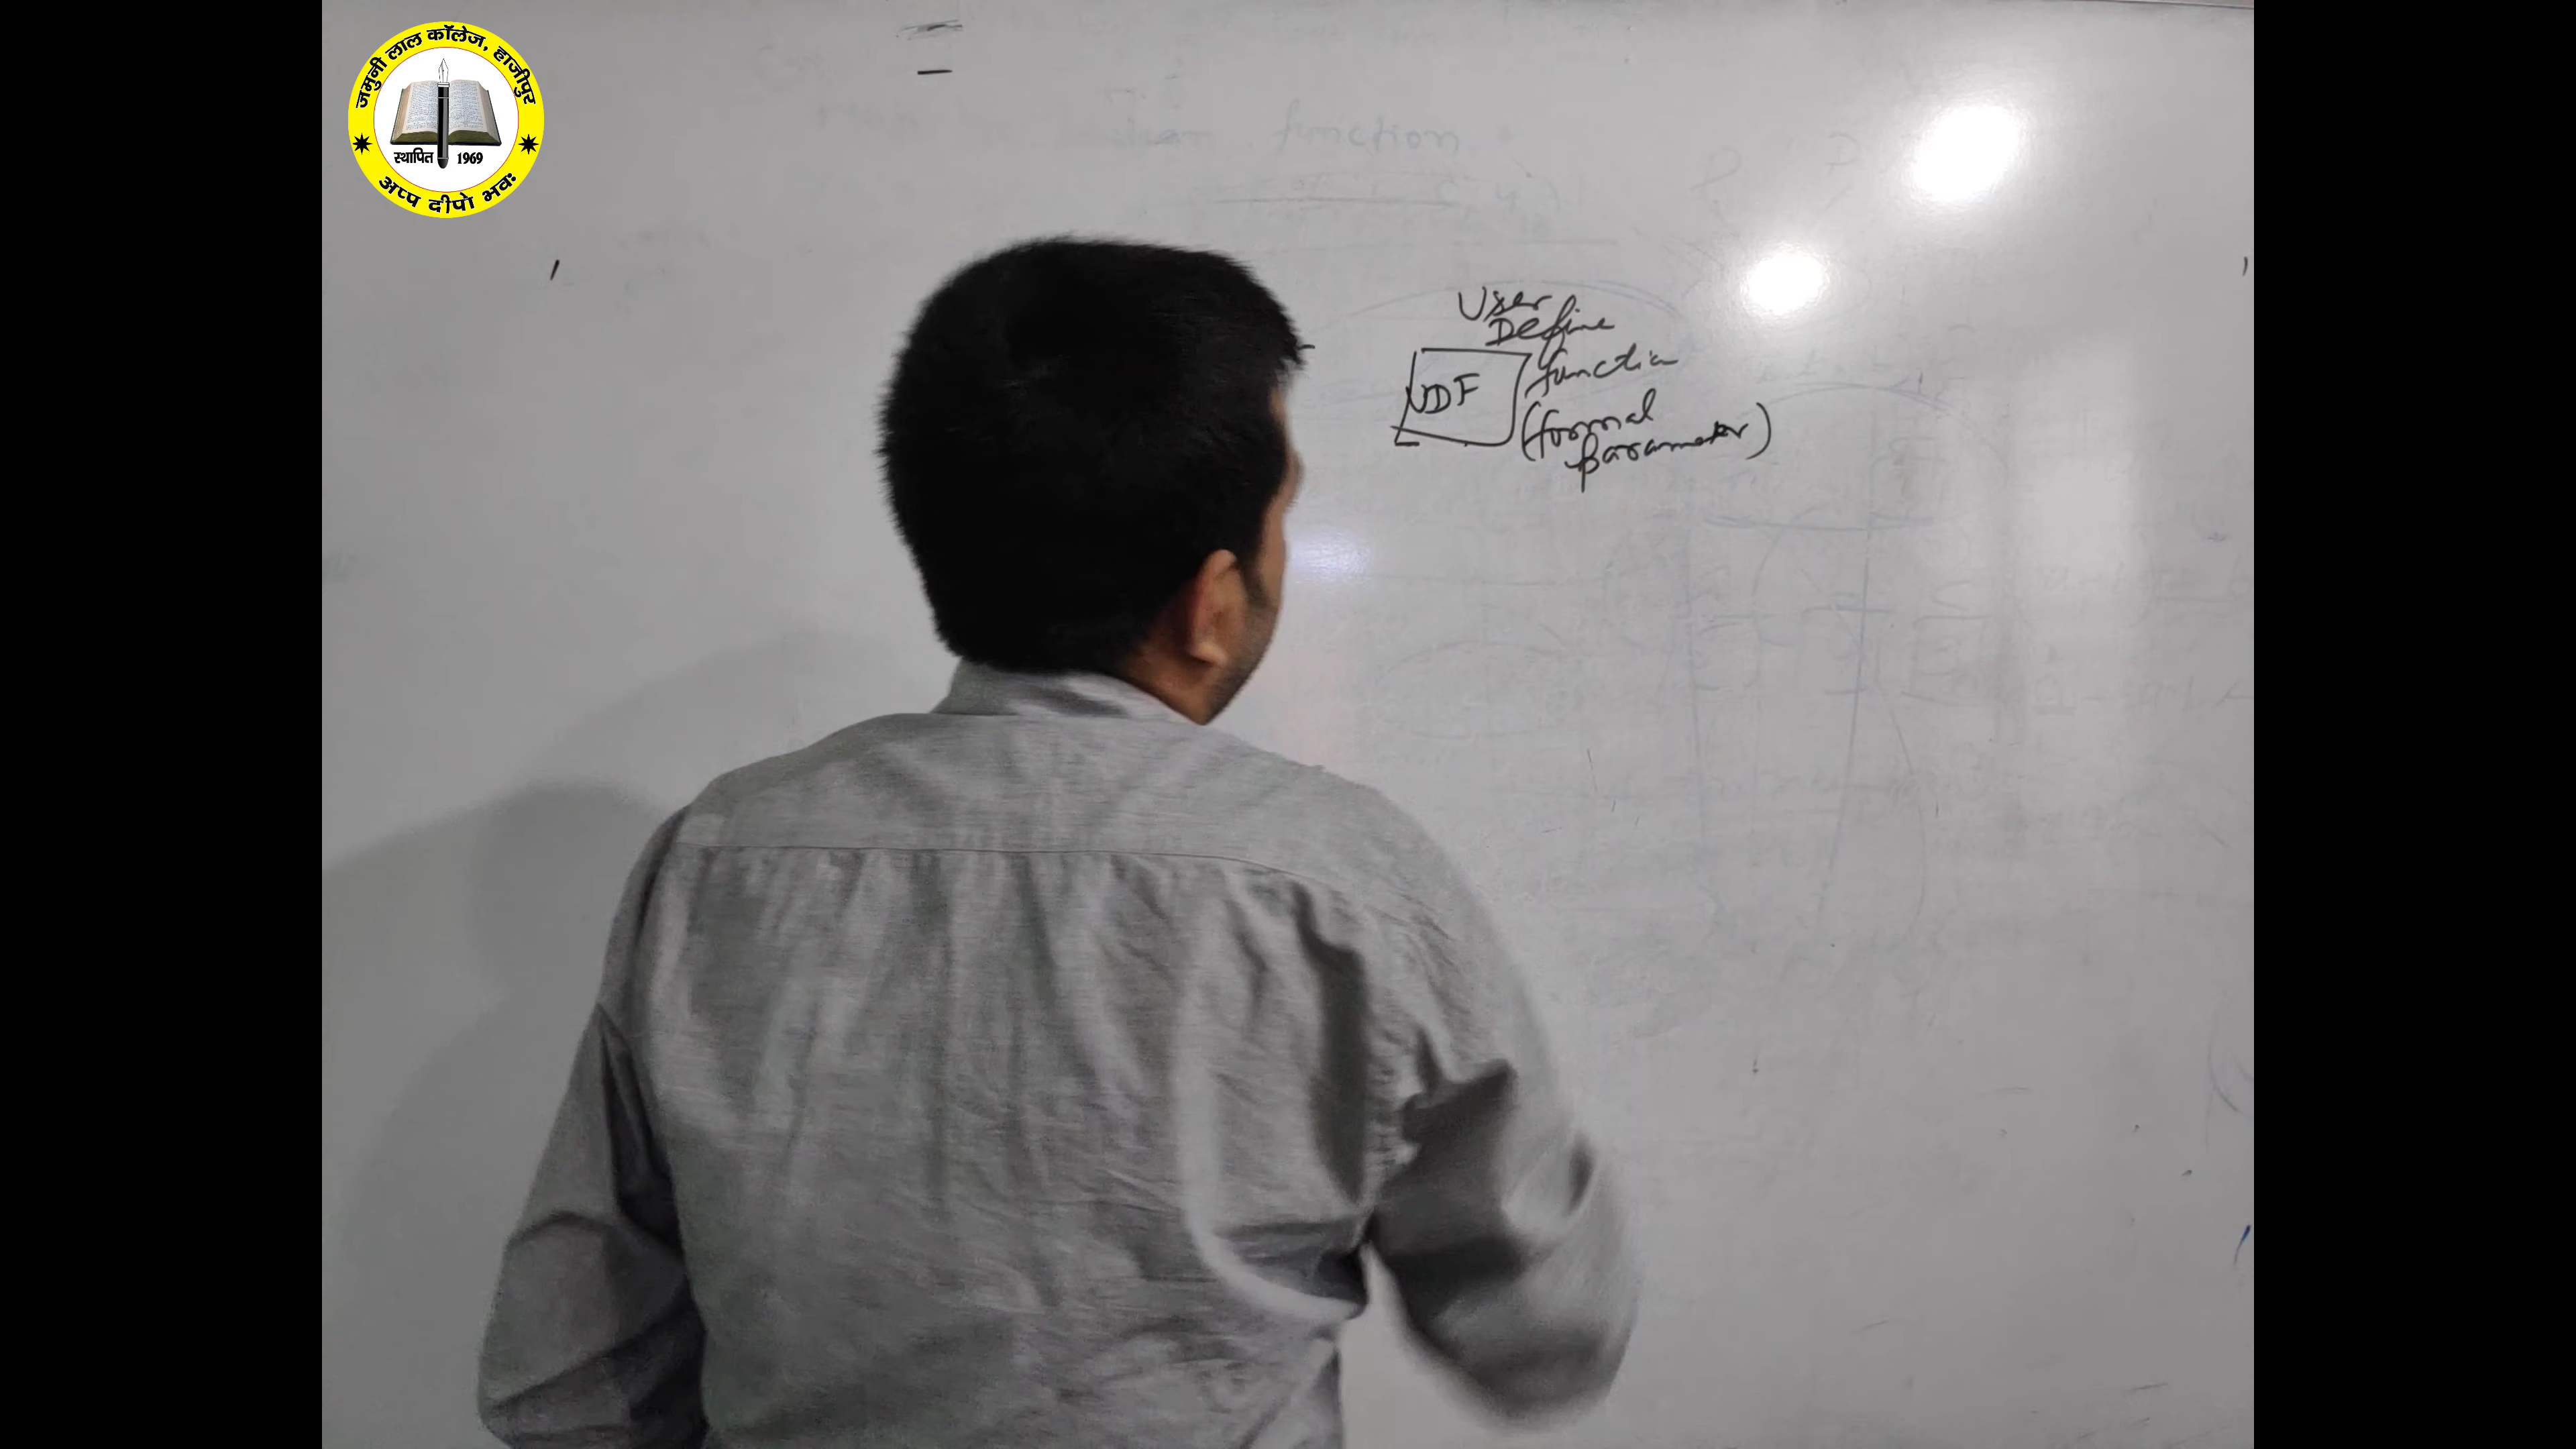 जमुनी लाल कॉलेज, हाजीपुर
स्थापित 1969
अप्प दीपो भवः
function
User
Define
UDF function
(formal
parameter)